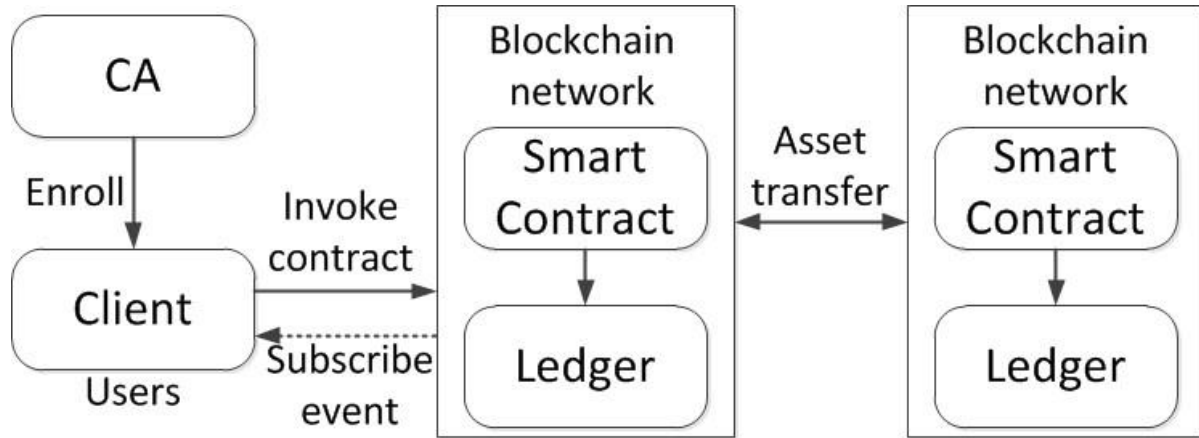 CA
Enroll
Client
Users
Invoke
contract
Subscribe
event
Blockchain
network
Smart
Contract
Ledger
Asset
transfer
Blockchain
network
Smart
Contract
Ledger